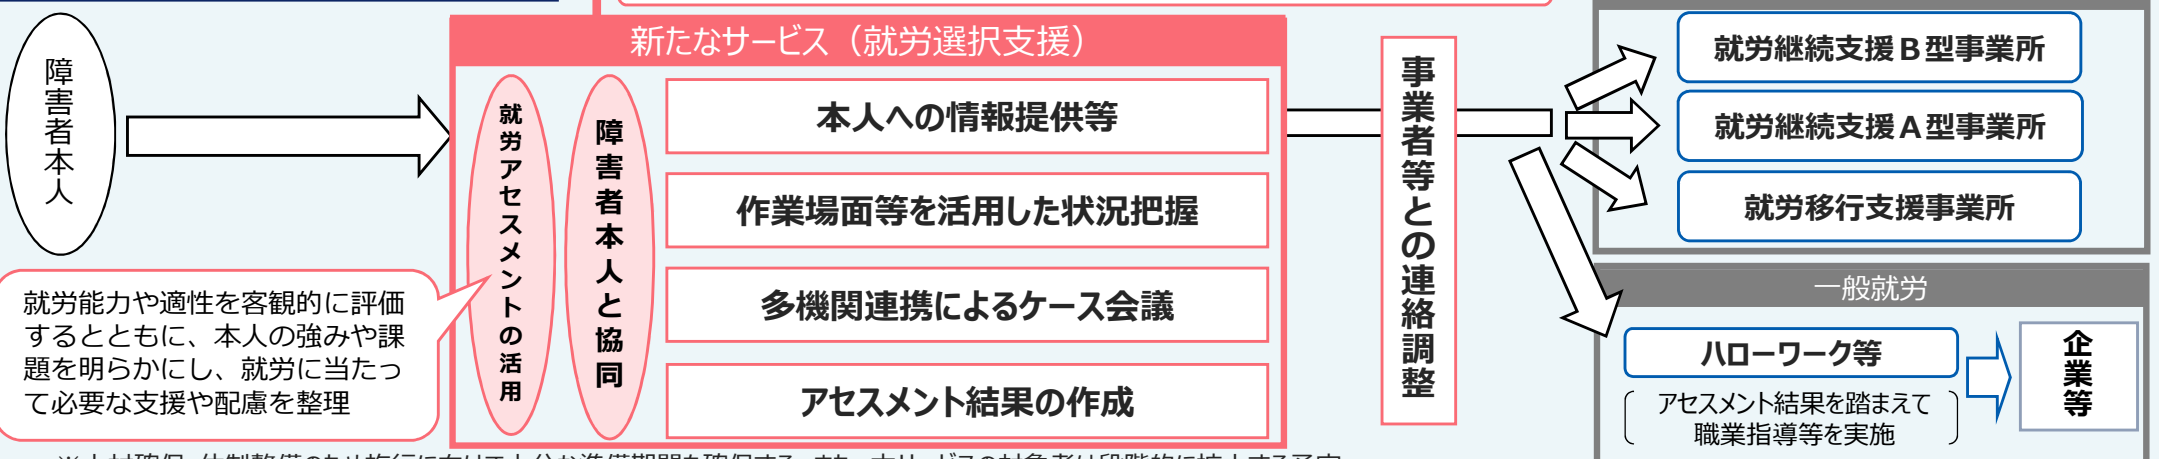 障害者本人
新たなサービス（就労選択支援）
就労アセスメントの活用
障害者本人と協同
本人への情報提供等
作業場面等を活用した状況把握
多機関連携によるケース会議
アセスメント結果の作成
就労能力や適性を客観的に評価
するとともに、本人の強みや課
題を明らかにし、就労に当たっ
て必要な支援や配慮を整理
事業者等との連絡調整
就労継続支援Ｂ型事業所
就労継続支援Ａ型事業所
就労移行支援事業所
一般就労
ハローワーク等
アセスメント結果を踏まえて
職業指導等を実施
企業等